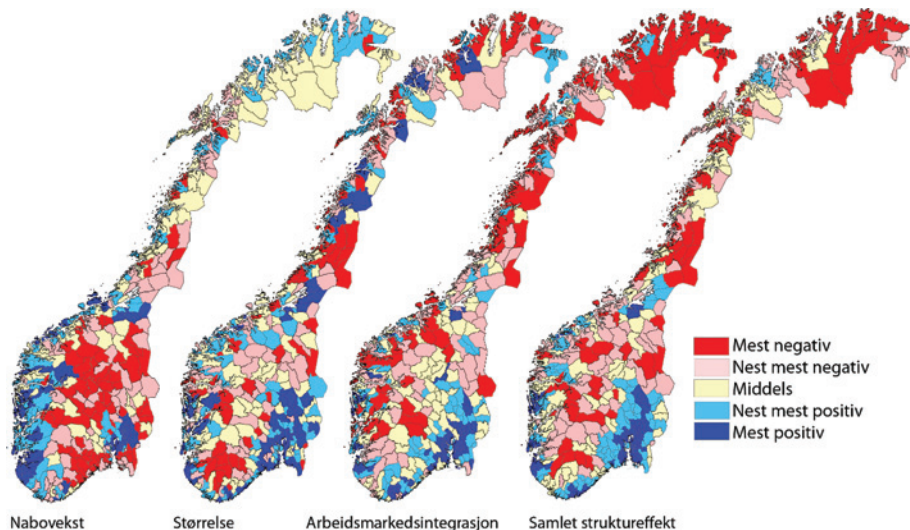 Mest negativ
Nest mest negativ
Middels
Nest mest positiv
Mest positiv
Nabovekst
Størrelse
Arbeidsmarkedsintegrasjon
Samlet struktureffekt